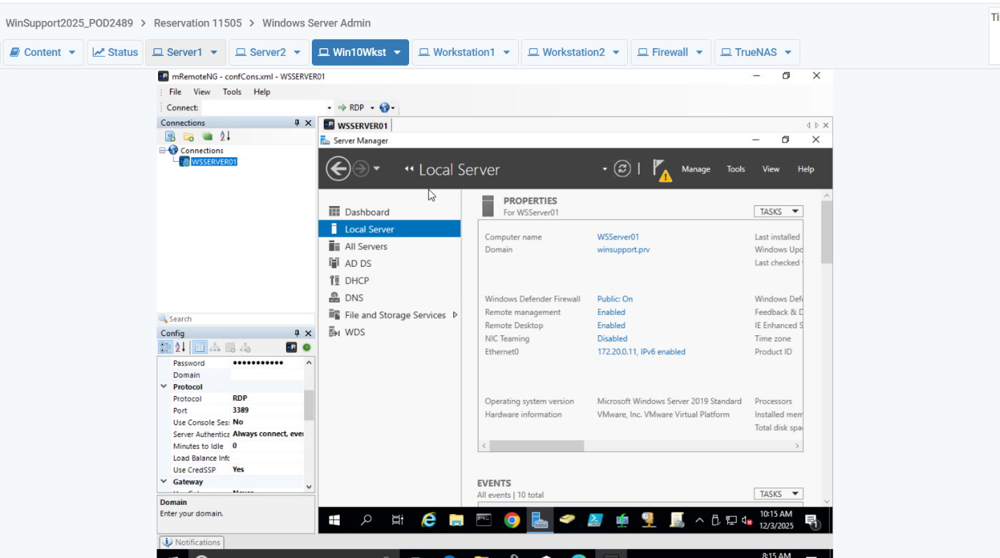 Ti
WinSupport2025_POD2489 > Reservation 11505 > Windows Server Admin
Content Status Server1 Server2 Win10Wkst Workstation1 Workstation2 Firewall TrueNAS
mRemoteNG - confCons.xml - WSSERVER01
File View Tools Help
Connect: RDP
Connections
Connections
WSSERVER01
Search
Config
Password ●●●●●●●●●●●
Domain
Protocol
Protocol RDP
Port 3389
Use Console Ses: No
Server Authentica Always connect, even
Minutes to Idle 0
Load Balance Info
Use CredSSP Yes
Gateway
Domain
Enter your domain.
Notifications
WSSERVER01
Server Manager
Local Server
Manage Tools View Help
Dashboard
Local Server
All Servers
AD DS
DHCP
DNS
File and Storage Services
WDS
PROPERTIES
For WSServer01
TASKS
Computer name WSServer01 Last installed
Domain winsupport.prv Windows Upd
Last checked
Windows Defender Firewall Public: On Windows Defe
Remote management Enabled Feedback & D
Remote Desktop Enabled IE Enhanced S
NIC Teaming Disabled Time zone
Ethernet0 172.20.0.11, IPv6 enabled Product ID
Operating system version Microsoft Windows Server 2019 Standard Processors
Hardware information VMware, Inc. VMware Virtual Platform Installed mem
Total disk spa
EVENTS
All events | 10 total
TASKS
10:15 AM
12/3/2025
1
8:15 AM